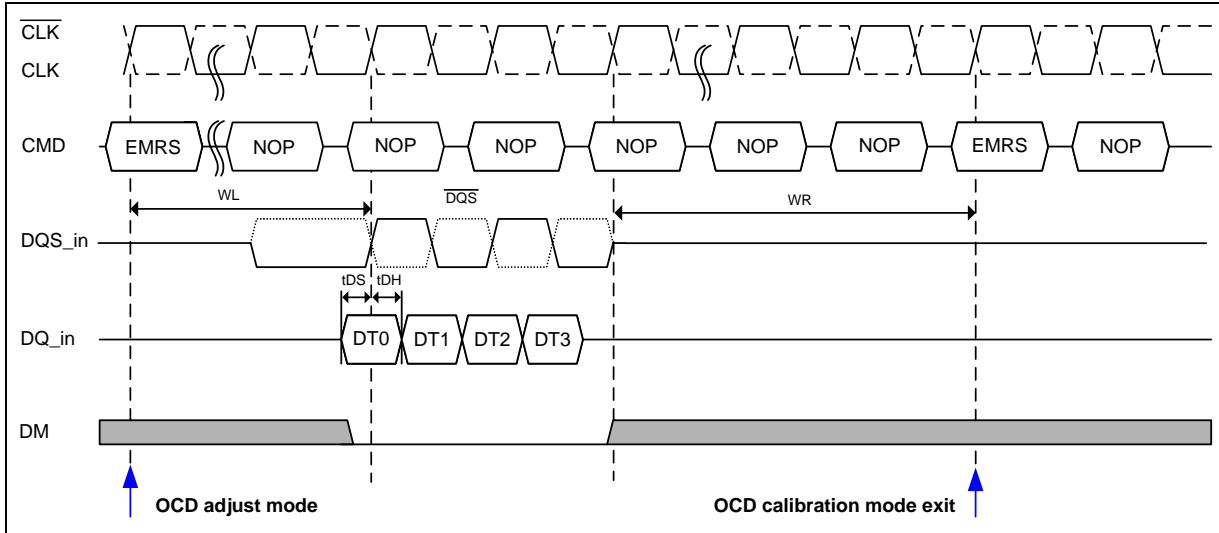 CLK
CLK
CMD EMRS NOP NOP NOP NOP NOP NOP EMRS NOP
WL DQS WR
DQS_in
tDS tDH
DQ_in DT0 DT1 DT2 DT3
DM
OCD adjust mode OCD calibration mode exit